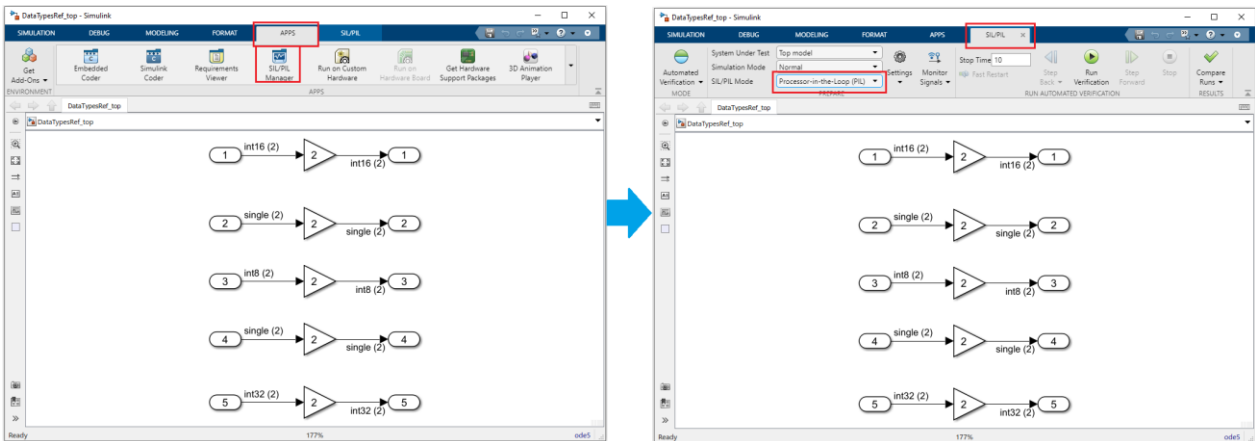 DataTypesRef_top - Simulink
SIMULATION DEBUG MODELING FORMAT APPS SIL/PIL
Get Add-Ons
Embedded Coder
Simulink Coder
Requirements Viewer
SIL/PIL Manager
Run on Custom Hardware
Run on Hardware Board
Get Hardware Support Packages
3D Animation Player
ENVIRONMENT APPS
DataTypesRef_top
DataTypesRef_top
1 int16 (2) 2 int16 (2) 1
2 single (2) 2 single (2) 2
3 int8 (2) 2 int8 (2) 3
4 single (2) 2 single (2) 4
5 int32 (2) 2 int32 (2) 5
Ready 177% ode5
DataTypesRef_top - Simulink
SIMULATION DEBUG MODELING FORMAT APPS SIL/PIL
Automated Verification
System Under Test Top model
Simulation Mode Normal
SIL/PIL Mode Processor-in-the-Loop (PIL)
Settings
Monitor Signals
Stop Time 10
Fast Restart
Step Back
Run Verification
Step Forward
Stop
Compare Runs
MODE PREPARE RUN AUTOMATED VERIFICATION RESULTS
DataTypesRef_top
DataTypesRef_top
1 int16 (2) 2 int16 (2) 1
2 single (2) 2 single (2) 2
3 int8 (2) 2 int8 (2) 3
4 single (2) 2 single (2) 4
5 int32 (2) 2 int32 (2) 5
Ready 177% ode5